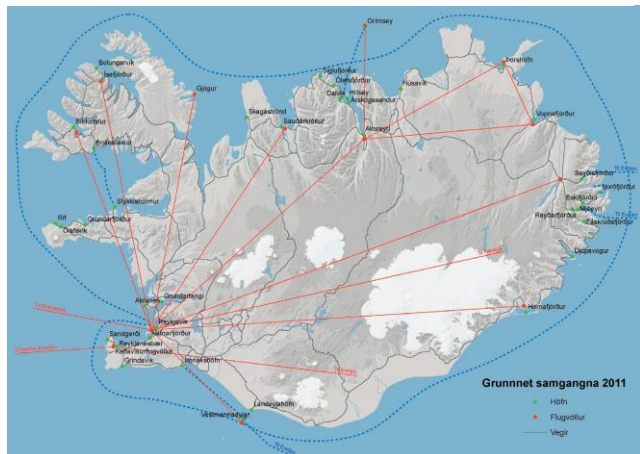 Grímsey
Siglufjörður
Ólafsfjörður
Dalvík
Hrísey
Árskógssandur
Húsavík
Þórshöfn
Bolungarvík
Ísafjörður
Gjögur
Skagaströnd
Sauðárkrókur
Akureyri
Vopnafjörður
Bíldudalur
Brjánslækur
Seyðisfjörður
Norðfjörður
Eskifjörður
Mjóeyri
Reyðarfjörður
Fáskrúðsfjörður
Stykkishólmur
Rif
Grundarfjörður
Ólafsvík
Djúpivogur
Akranes
Grundartangi
Hornafjörður
Reykjavík
Hafnarfjörður
Sandgerði
Reykjanesbær
Keflavíkurflugvöllur
Grindavík
Þorlákshöfn
Landeyjahöfn
Vestmannaeyjar
Grunnnet samgangna 2011
Höfn
Flugvöllur
Vegir